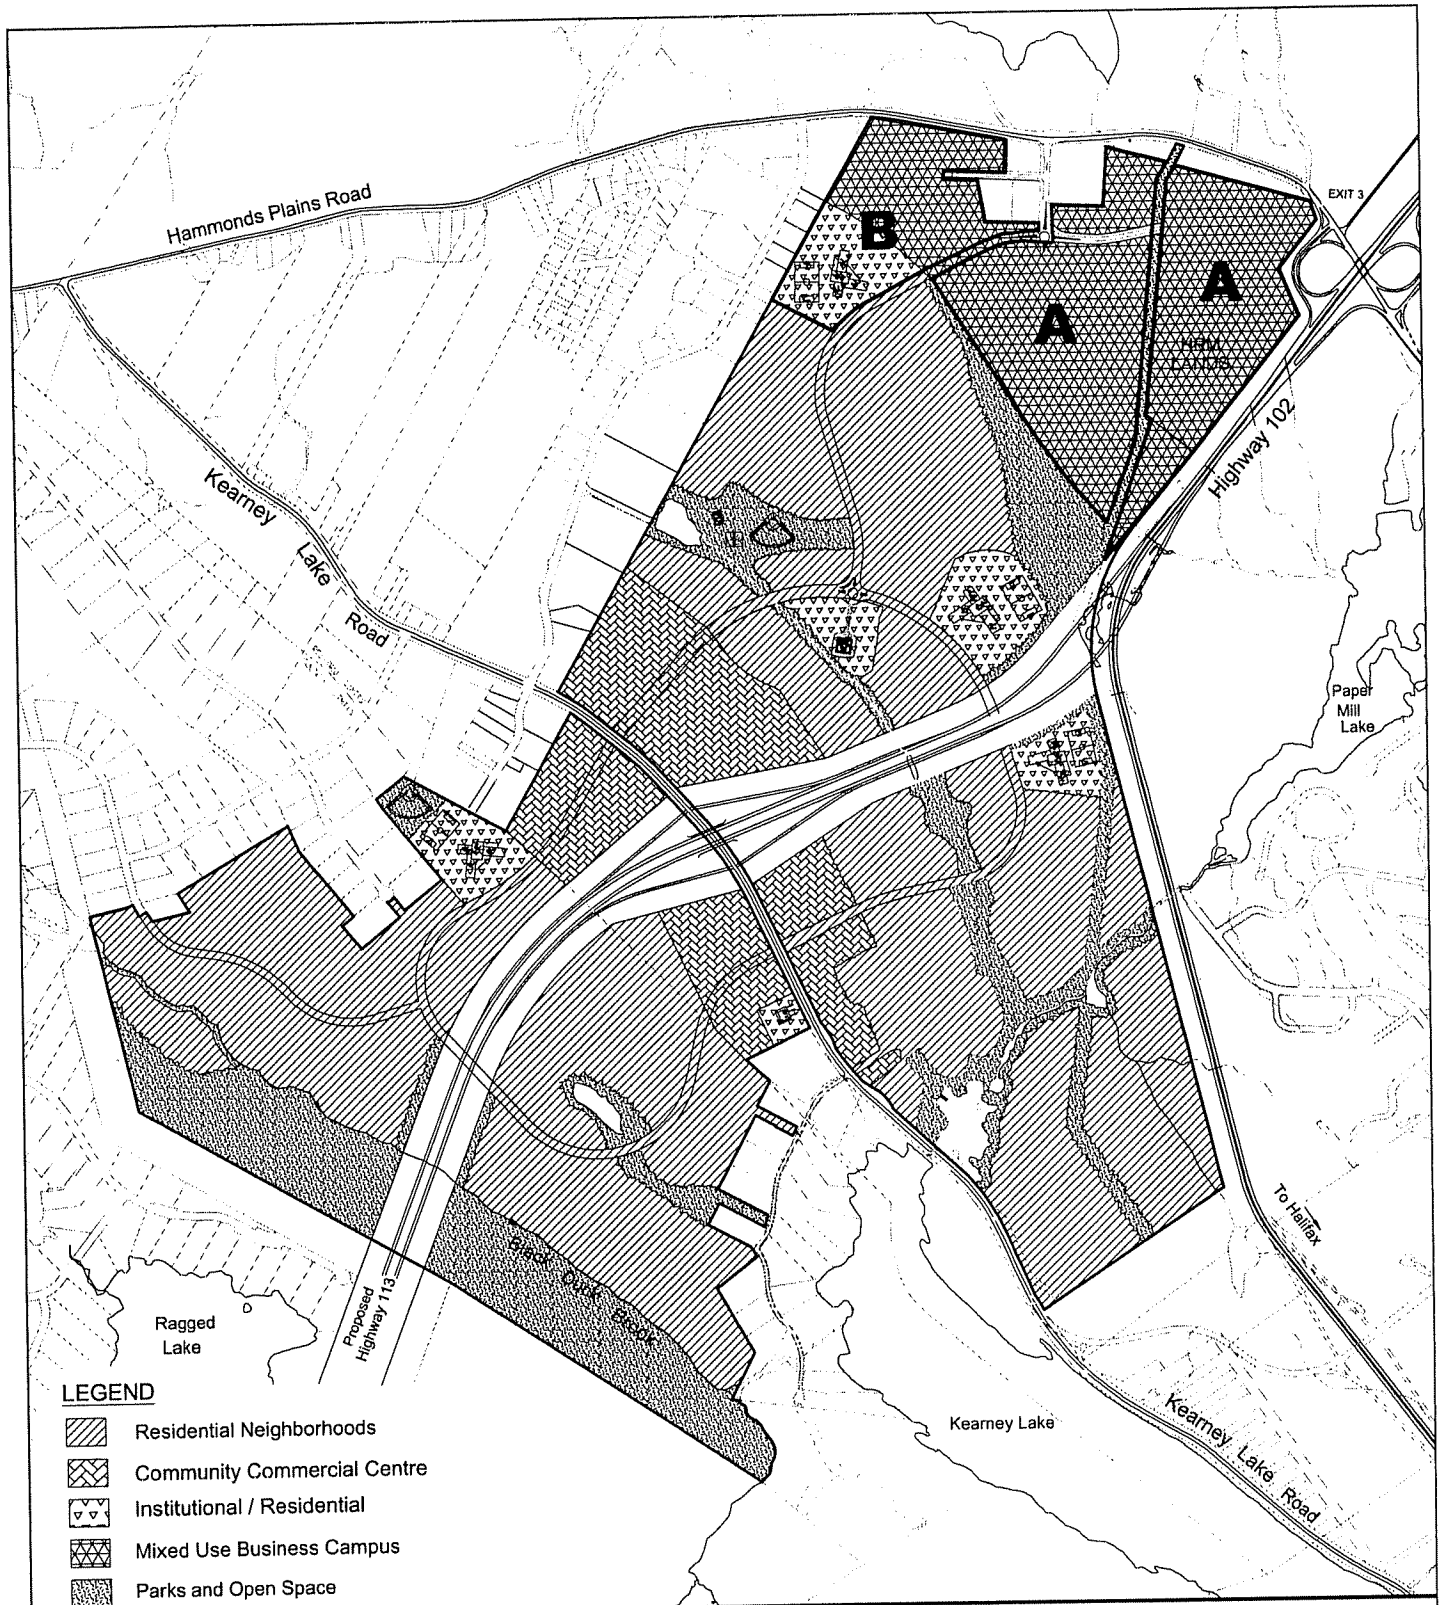 Hammonds Plains Road
EXIT 3
B
A
A
HRM
LANDS
Highway 102
Kearney
Lake
Road
Paper
Mill
Lake
To Halifax
Black Duck Brook
Proposed
Highway 113
Ragged
Lake
Kearney Lake
Kearney Lake Road
LEGEND
Residential Neighborhoods
Community Commercial Centre
Institutional / Residential
Mixed Use Business Campus
Parks and Open Space